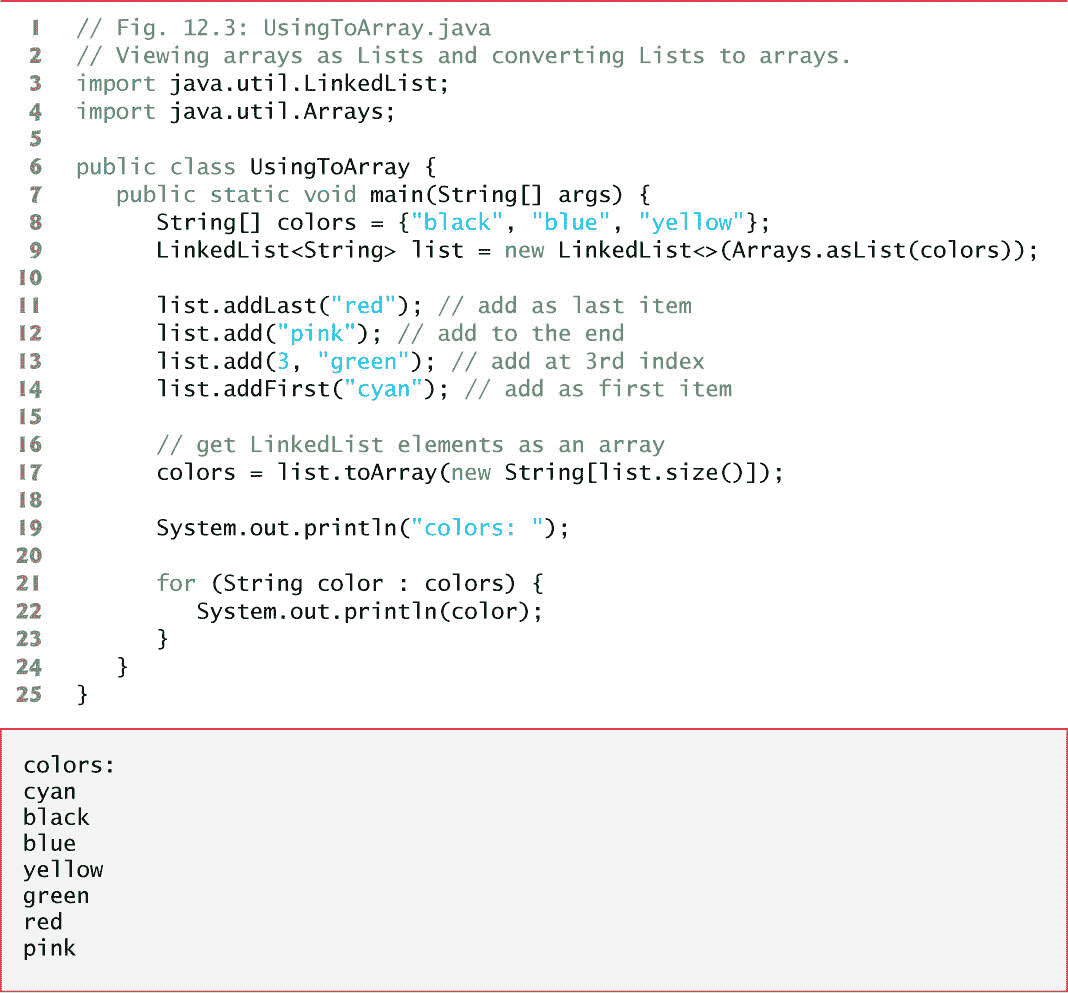 1 // Fig. 12.3: UsingToArray.java
2 // Viewing arrays as Lists and converting Lists to arrays.
3 import java.util.LinkedList;
4 import java.util.Arrays;
5
6 public class UsingToArray {
7    public static void main(String[] args) {
8       String[] colors = {"black", "blue", "yellow"};
9       LinkedList<String> list = new LinkedList<>(Arrays.asList(colors));
10
11       list.addLast("red"); // add as last item
12       list.add("pink"); // add to the end
13       list.add(3, "green"); // add at 3rd index
14       list.addFirst("cyan"); // add as first item
15
16       // get LinkedList elements as an array
17       colors = list.toArray(new String[list.size()]);
18
19       System.out.println("colors: ");
20
21       for (String color : colors) {
22          System.out.println(color);
23       }
24    }
25 }
colors:
cyan
black
blue
yellow
green
red
pink